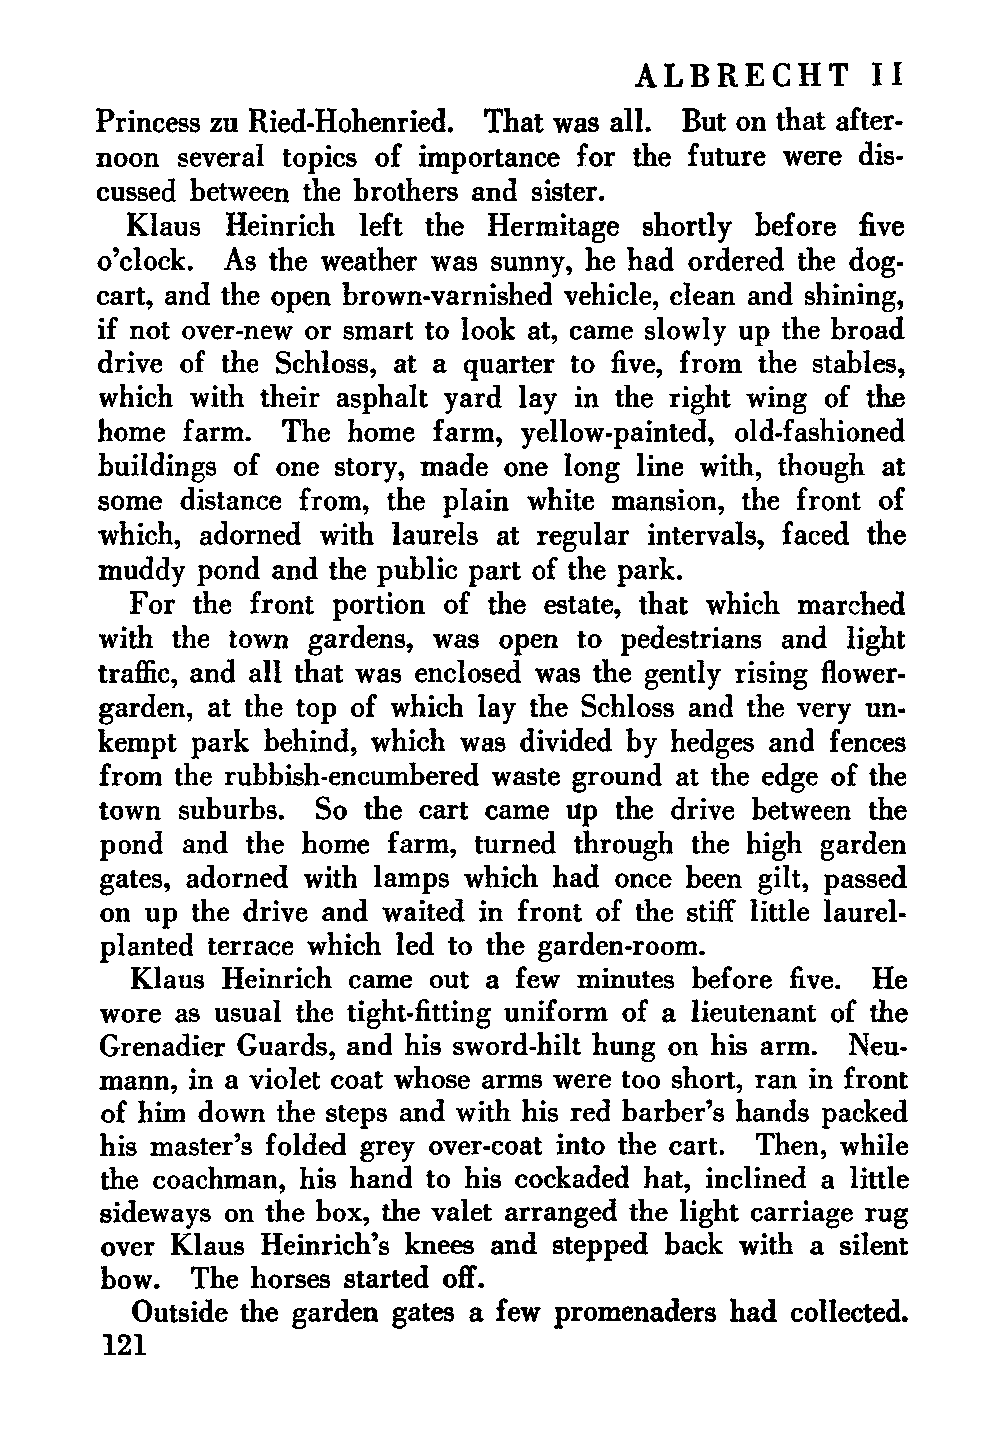 ALBRECHT II
Princess zu Ried-Hohenried. That was all. But on that after-
noon several topics of importance for the future were dis-
cussed between the brothers and sister.
Klaus Heinrich left the Hermitage shortly before five
o'clock. As the weather was sunny, he had ordered the dog-
cart, and the open brown-varnished vehicle, clean and shining,
if not over-new or smart to look at, came slowly up the broad
drive of the Schloss, at a quarter to five, from the stables,
which with their asphalt yard lay in the right wing of the
home farm. The home farm, yellow-painted, old-fashioned
buildings of one story, made one long line with, though at
some distance from, the plain white mansion, the front of
which, adorned with laurels at regular intervals, faced the
muddy pond and the public part of the park.
For the front portion of the estate, that which marched
with the town gardens, was open to pedestrians and light
traffic, and all that was enclosed was the gently rising flower-
garden, at the top of which lay the Schloss and the very un-
kempt park behind, which was divided by hedges and fences
from the rubbish-encumbered waste ground at the edge of the
town suburbs. So the cart came up the drive between the
pond and the home farm, turned through the high garden
gates, adorned with lamps which had once been gilt, passed
on up the drive and waited in front of the stiff little laurel-
planted terrace which led to the garden-room.
Klaus Heinrich came out a few minutes before five. He
wore as usual the tight-fitting uniform of a lieutenant of the
Grenadier Guards, and his sword-hilt hung on his arm. Neu-
mann, in a violet coat whose arms were too short, ran in front
of him down the steps and with his red barber's hands packed
his master's folded grey over-coat into the cart. Then, while
the coachman, his hand to his cockaded hat, inclined a little
sideways on the box, the valet arranged the light carriage rug
over Klaus Heinrich's knees and stepped back with a silent
bow. The horses started off.
Outside the garden gates a few promenaders had collected.
121